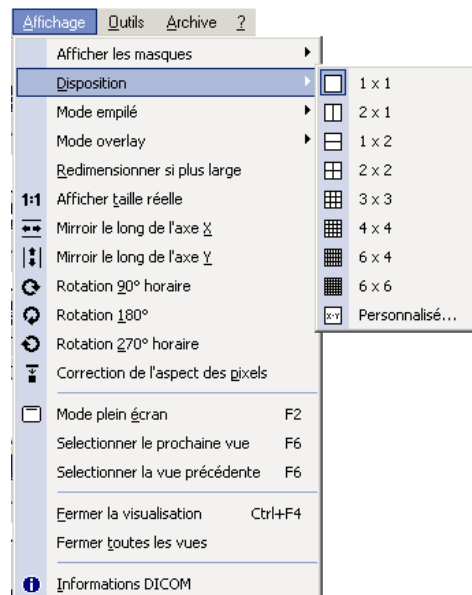 Affichage Outils Archive ?
Afficher les masques
Disposition
Mode empilé
Mode overlay
Redimensionner si plus large
1:1 Afficher taille réelle
Mirroir le long de l'axe X
Mirroir le long de l'axe Y
Rotation 90° horaire
Rotation 180°
Rotation 270° horaire
Correction de l'aspect des pixels
Mode plein écran F2
Selectionner le prochaine vue F6
Selectionner la vue précédente F6
Fermer la visualisation Ctrl+F4
Fermer toutes les vues
Informations DICOM
1 x 1
2 x 1
1 x 2
2 x 2
3 x 3
4 x 4
6 x 4
6 x 6
X-Y Personnalisé...